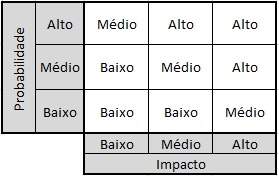 Probabilidade
Alto Médio Alto Alto
Médio Baixo Médio Alto
Baixo Baixo Baixo Médio
Baixo Médio Alto
Impacto